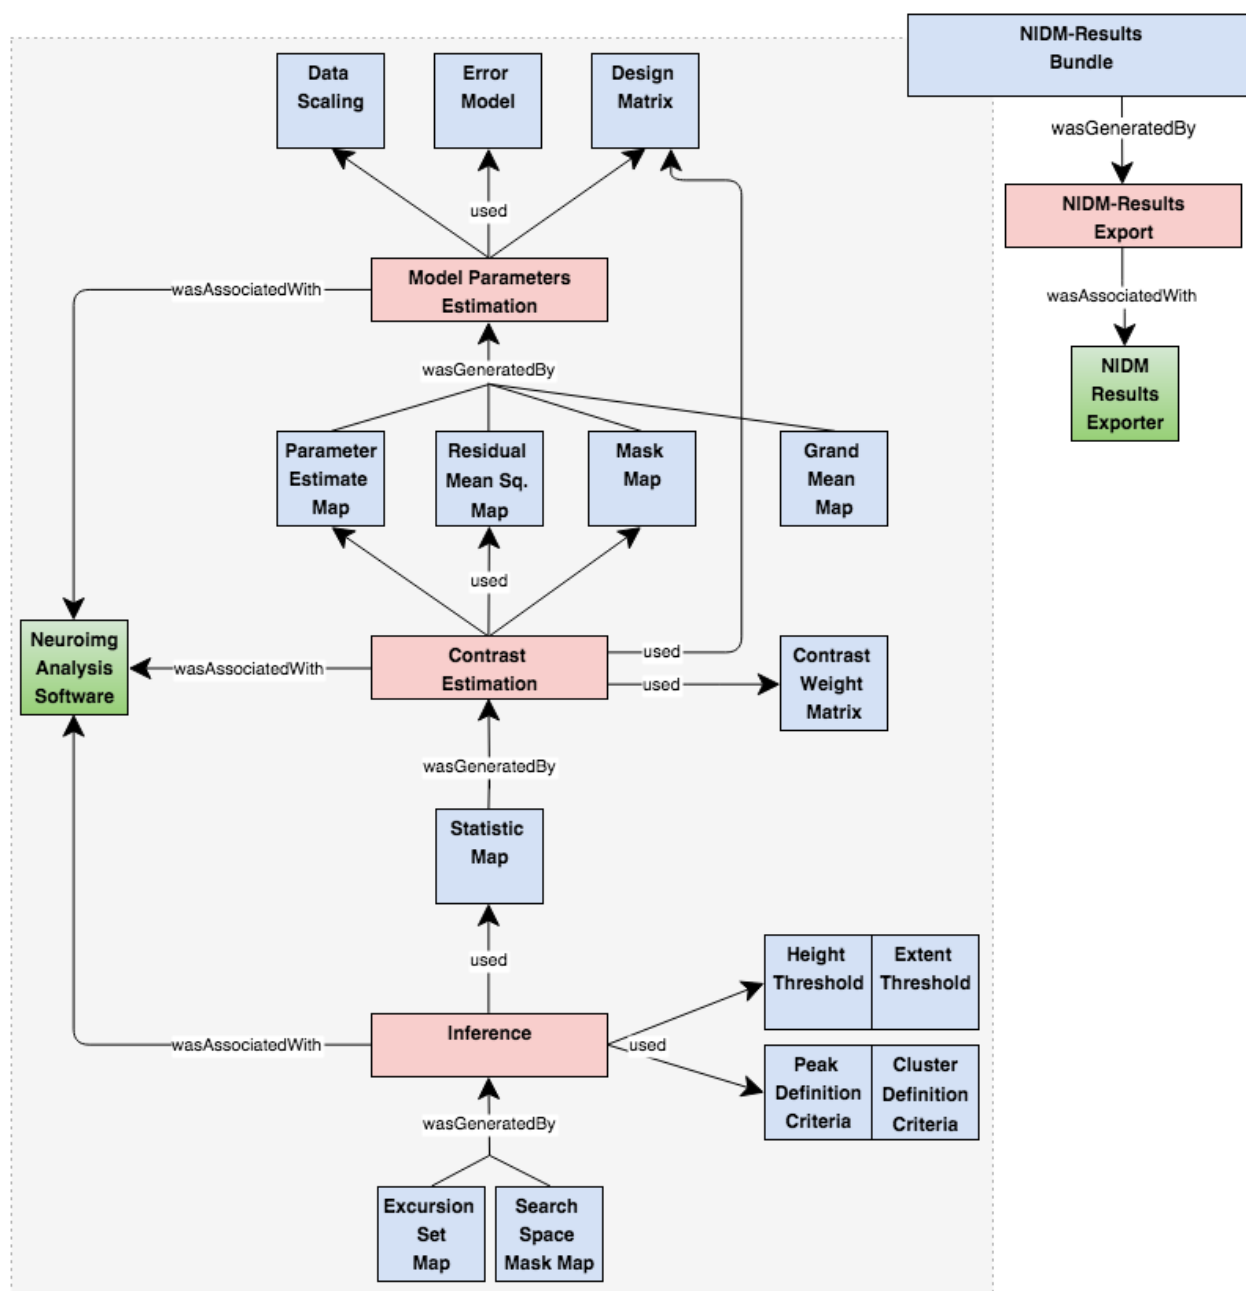 NIDM-Results
Bundle
wasGeneratedBy
NIDM-Results
Export
wasAssociatedWith
NIDM
Results
Exporter
Data
Scaling
Error
Model
Design
Matrix
used
Model Parameters
Estimation
wasAssociatedWith
wasGeneratedBy
Parameter
Estimate
Map
Residual
Mean Sq.
Map
Mask
Map
Grand
Mean
Map
used
Neuroimg
Analysis
Software
wasAssociatedWith
Contrast
Estimation
used
used
Contrast
Weight
Matrix
wasGeneratedBy
Statistic
Map
used
Height
Threshold
Extent
Threshold
wasAssociatedWith
Inference
used
Peak
Definition
Criteria
Cluster
Definition
Criteria
wasGeneratedBy
Excursion
Set
Map
Search
Space
Mask Map